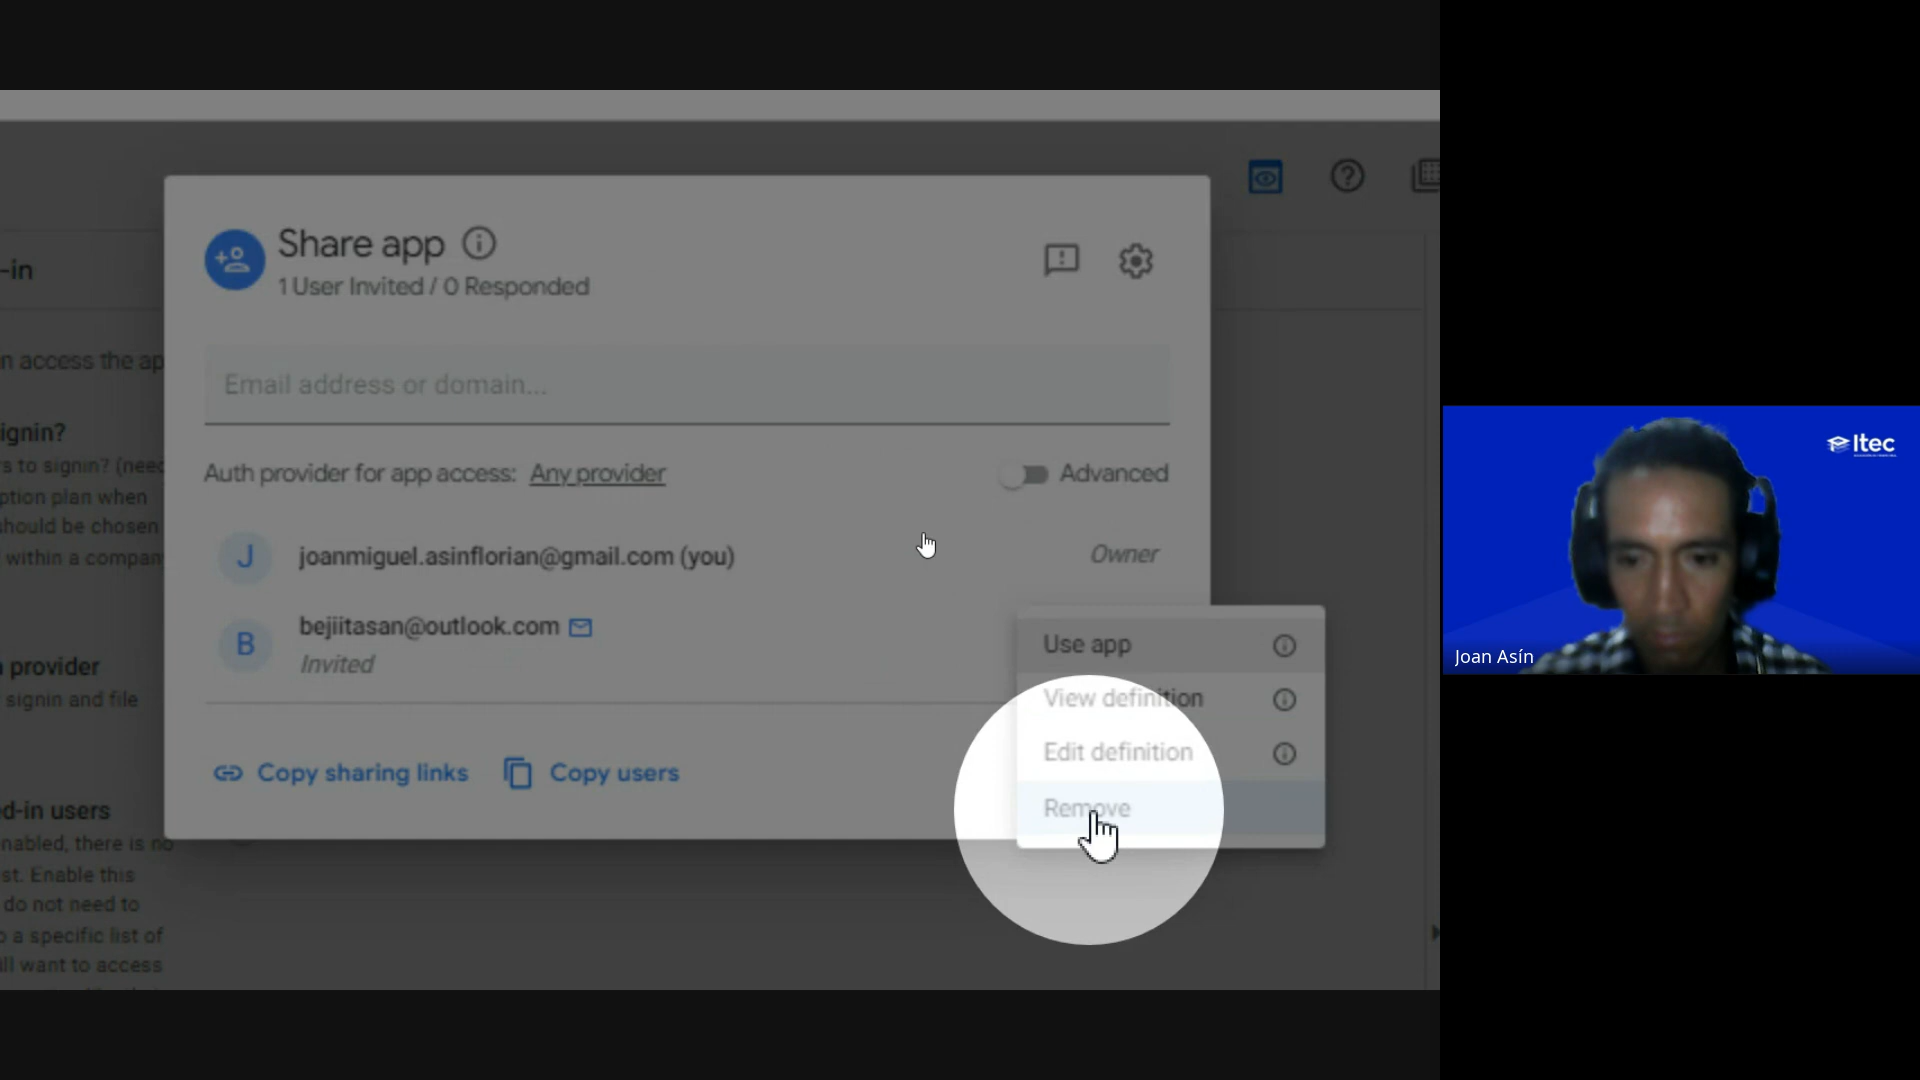 -in
n access the ap
ignin?
s to signin? (need
ption plan when
should be chosen
within a compan
provider
signin and file
d-in users
nabled, there is no
st. Enable this
do not need to
o a specific list of
ill want to access
Share app
1 User Invited / 0 Responded
Email address or domain...
Auth provider for app access: Any provider
Advanced
J
joanmiguel.asinflorian@gmail.com (you)
Owner
B
bejiitasan@outlook.com
Invited
Use app
View definition
Edit definition
Remove
Copy sharing links
Copy users
Itec
Joan Asín